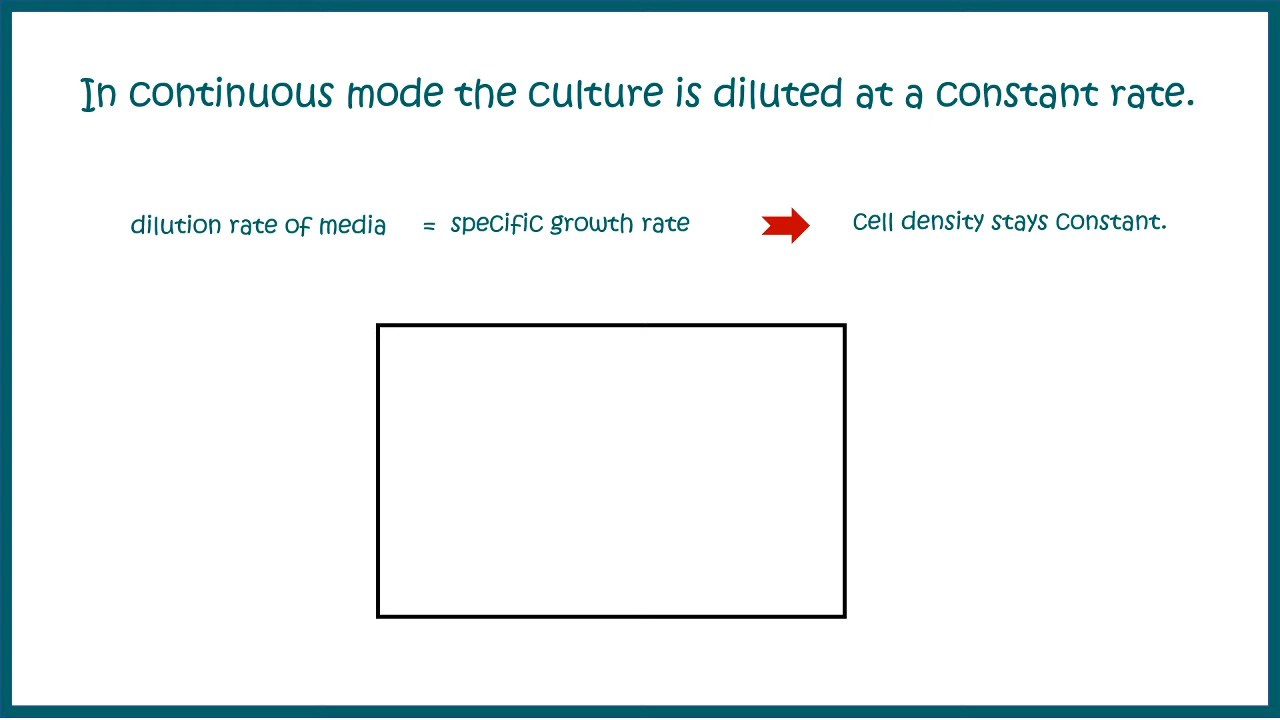 In continuous mode the culture is diluted at a constant rate.
dilution rate of media = specific growth rate
cell density stays constant.